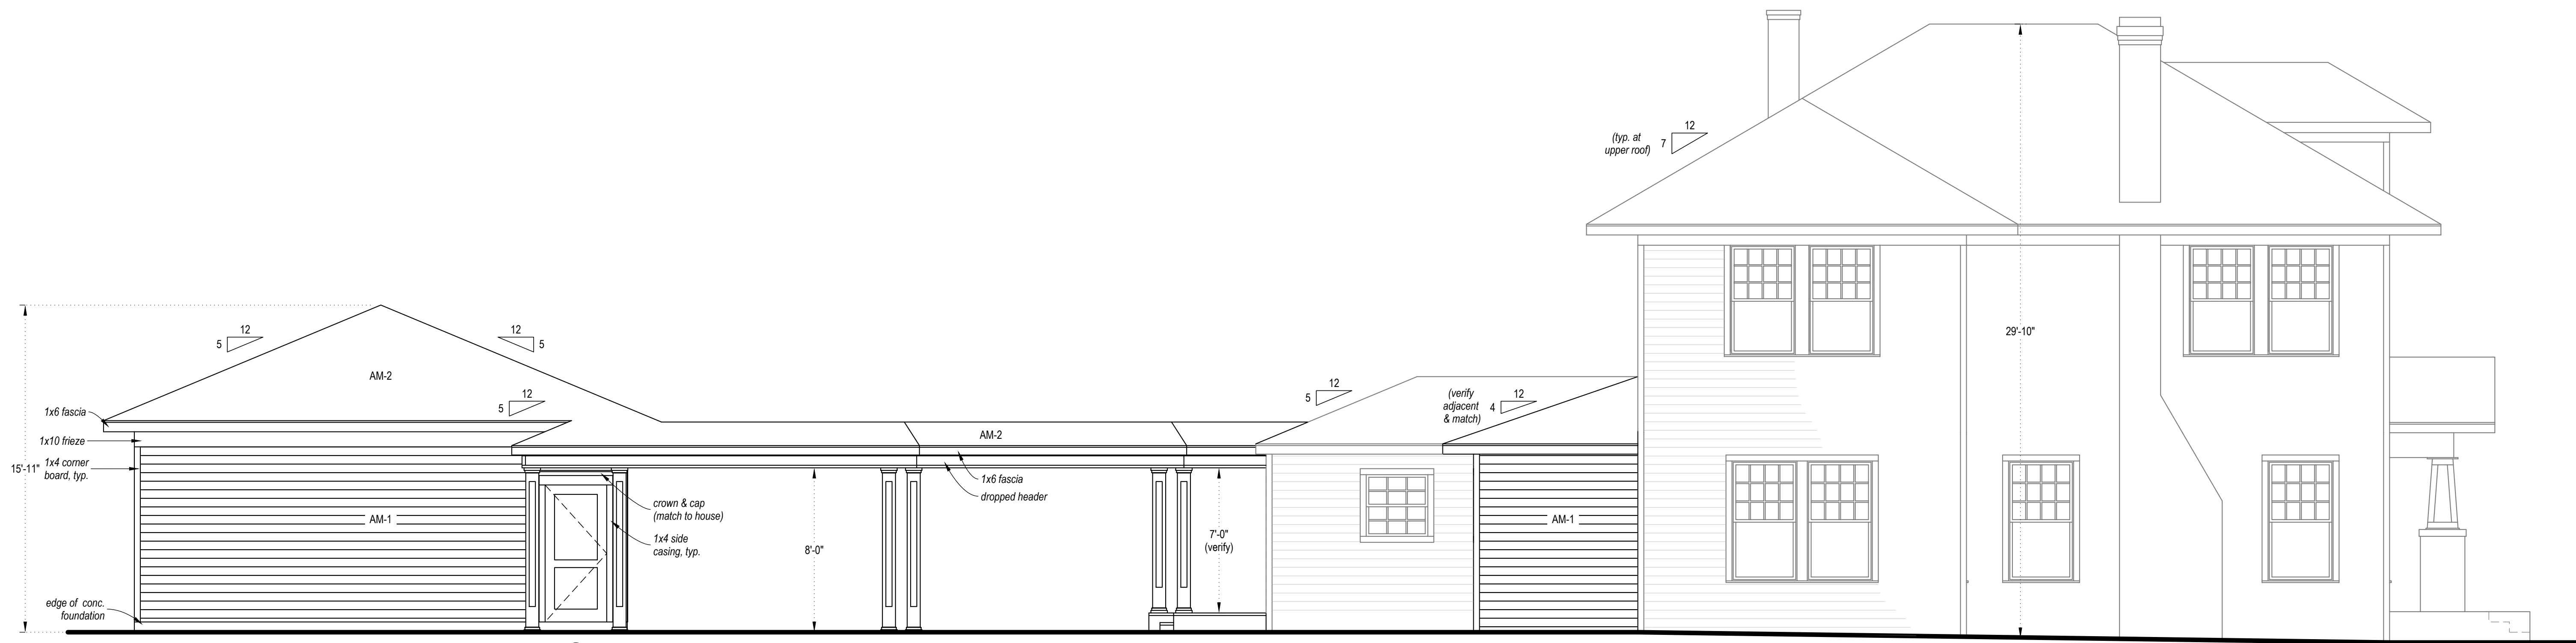 12
(typ. at
7
upper roof)
29'-10"
12
5
12
5
AM-2
12
5
1x6 fascia
1x10 frieze
15'-11"
1x4 corner
board, typ.
AM-1
edge of conc.
foundation
crown & cap
(match to house)
1x4 side
casing, typ.
8'-0"
AM-2
1x6 fascia
dropped header
7'-0"
(verify)
12
5
(verify
adjacent
& match)
12
4
AM-1